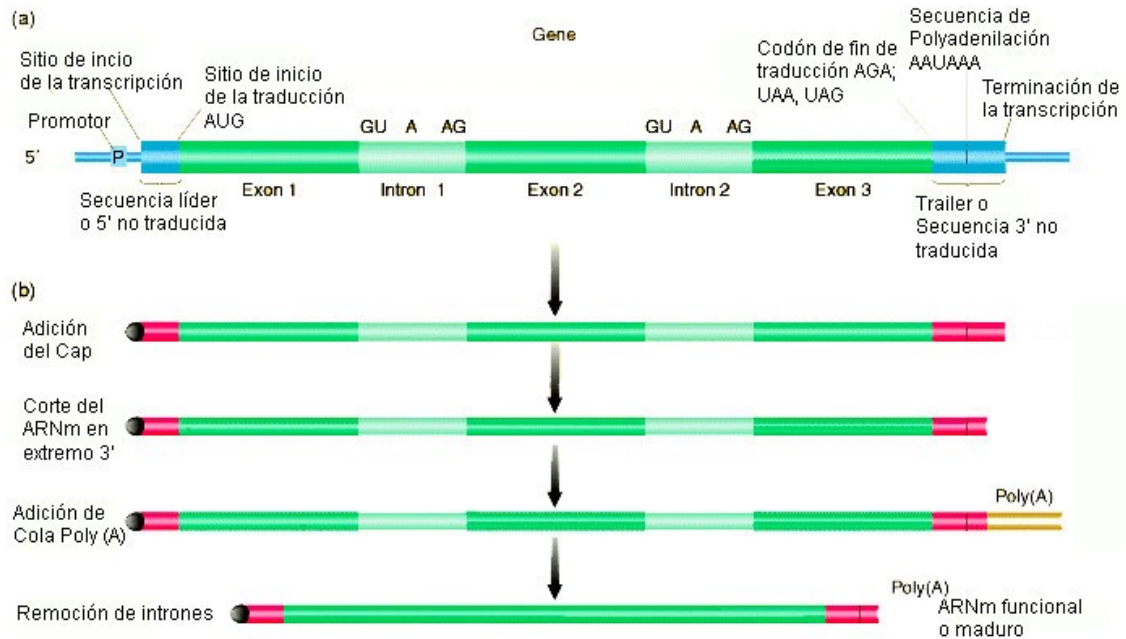 (a)
Gene
Sitio de incio
de la transcripción
Sitio de inicio
de la traducción
AUG
Codón de fin de
traducción AGA;
UAA, UAG
Secuencia de
Polyadenilación
AAUAAA
Terminación de
la transcripción
Promotor
5´
P
GU A AG
GU A AG
Exon 1
Intron 1
Exon 2
Intron 2
Exon 3
Secuencia líder
o 5' no traducida
Trailer o
Secuencia 3' no
traducida
(b)
Adición
del Cap
Corte del
ARNm en
extremo 3'
Adición de
Cola Poly (A)
Poly(A)
Remoción de intrones
Poly(A)
ARNm funcional
o maduro